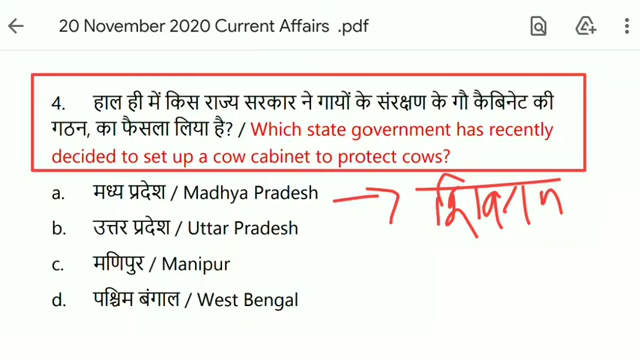 20 November 2020 Current Affairs .pdf
4. हाल ही में किस राज्य सरकार ने गायों के संरक्षण के गौ कैबिनेट की
गठन, का फैसला लिया है? / Which state government has recently
decided to set up a cow cabinet to protect cows?
a. मध्य प्रदेश / Madhya Pradesh
b. उत्तर प्रदेश / Uttar Pradesh
c. मणिपुर / Manipur
d. पश्चिम बंगाल / West Bengal